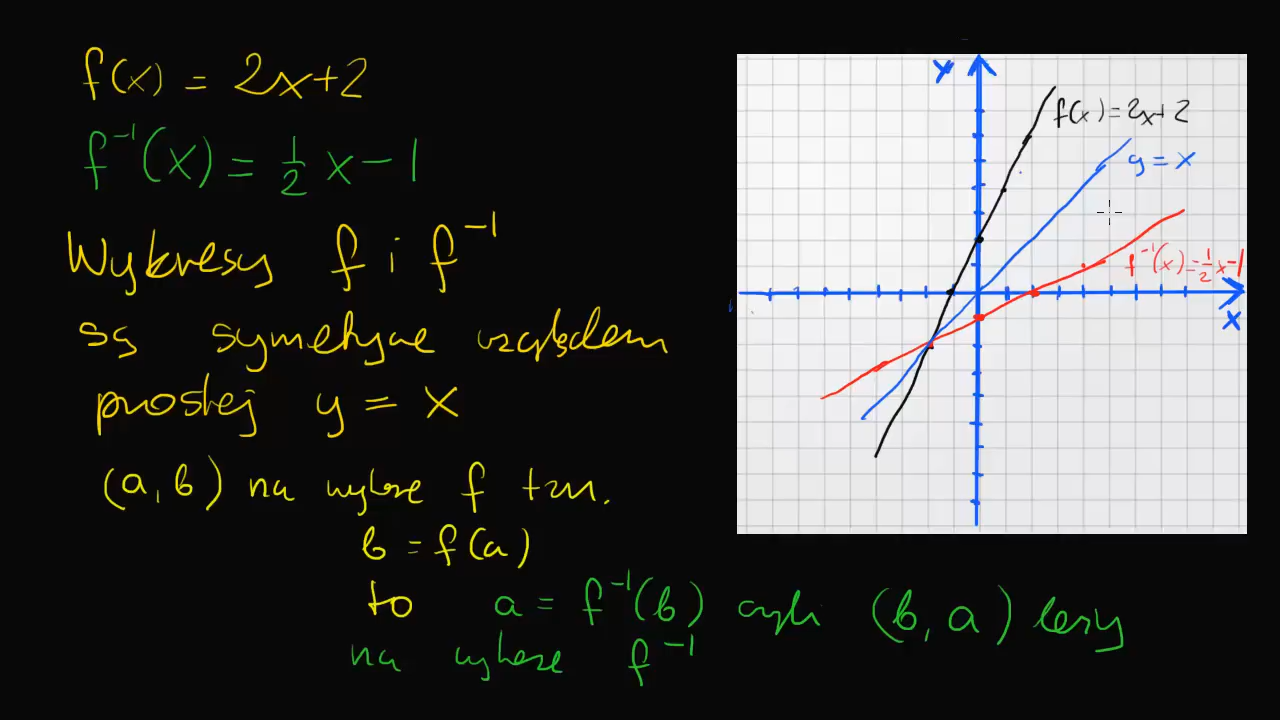 f(x) = 2x+2
f⁻¹(x) = 1/2 x − 1
Wykresy f i f⁻¹
są symetryczne względem
prostej y = x
(a, b) na wykresie f tzn.
b = f(a)
to a = f⁻¹(b) czyli (b, a) leży
na wykresie f⁻¹
y
f(x) = 2x+2
y = x
f⁻¹(x) = 1/2 x − 1
x